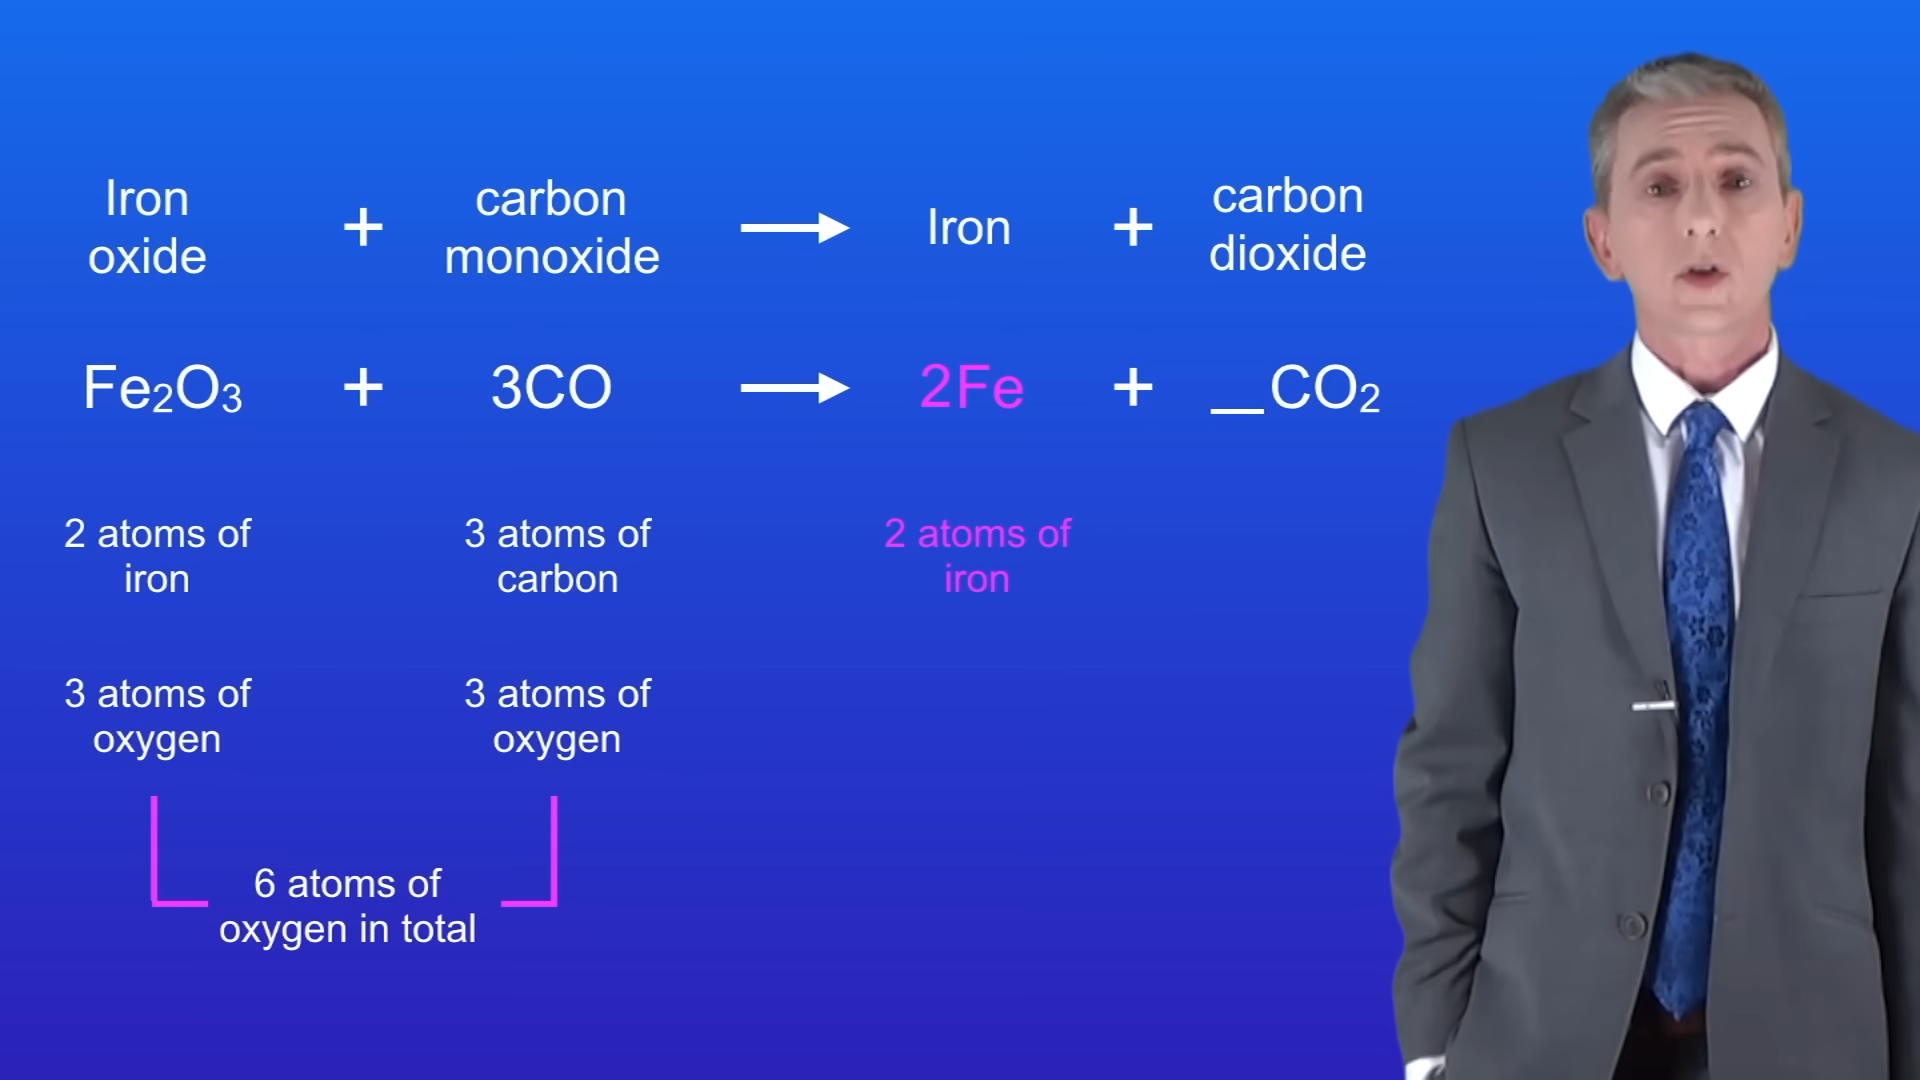 Iron
oxide
+
carbon
monoxide
→
Iron
+
carbon
dioxide
Fe₂O₃ + 3CO → 2Fe + __CO₂
2 atoms of
iron
3 atoms of
carbon
2 atoms of
iron
3 atoms of
oxygen
3 atoms of
oxygen
6 atoms of
oxygen in total